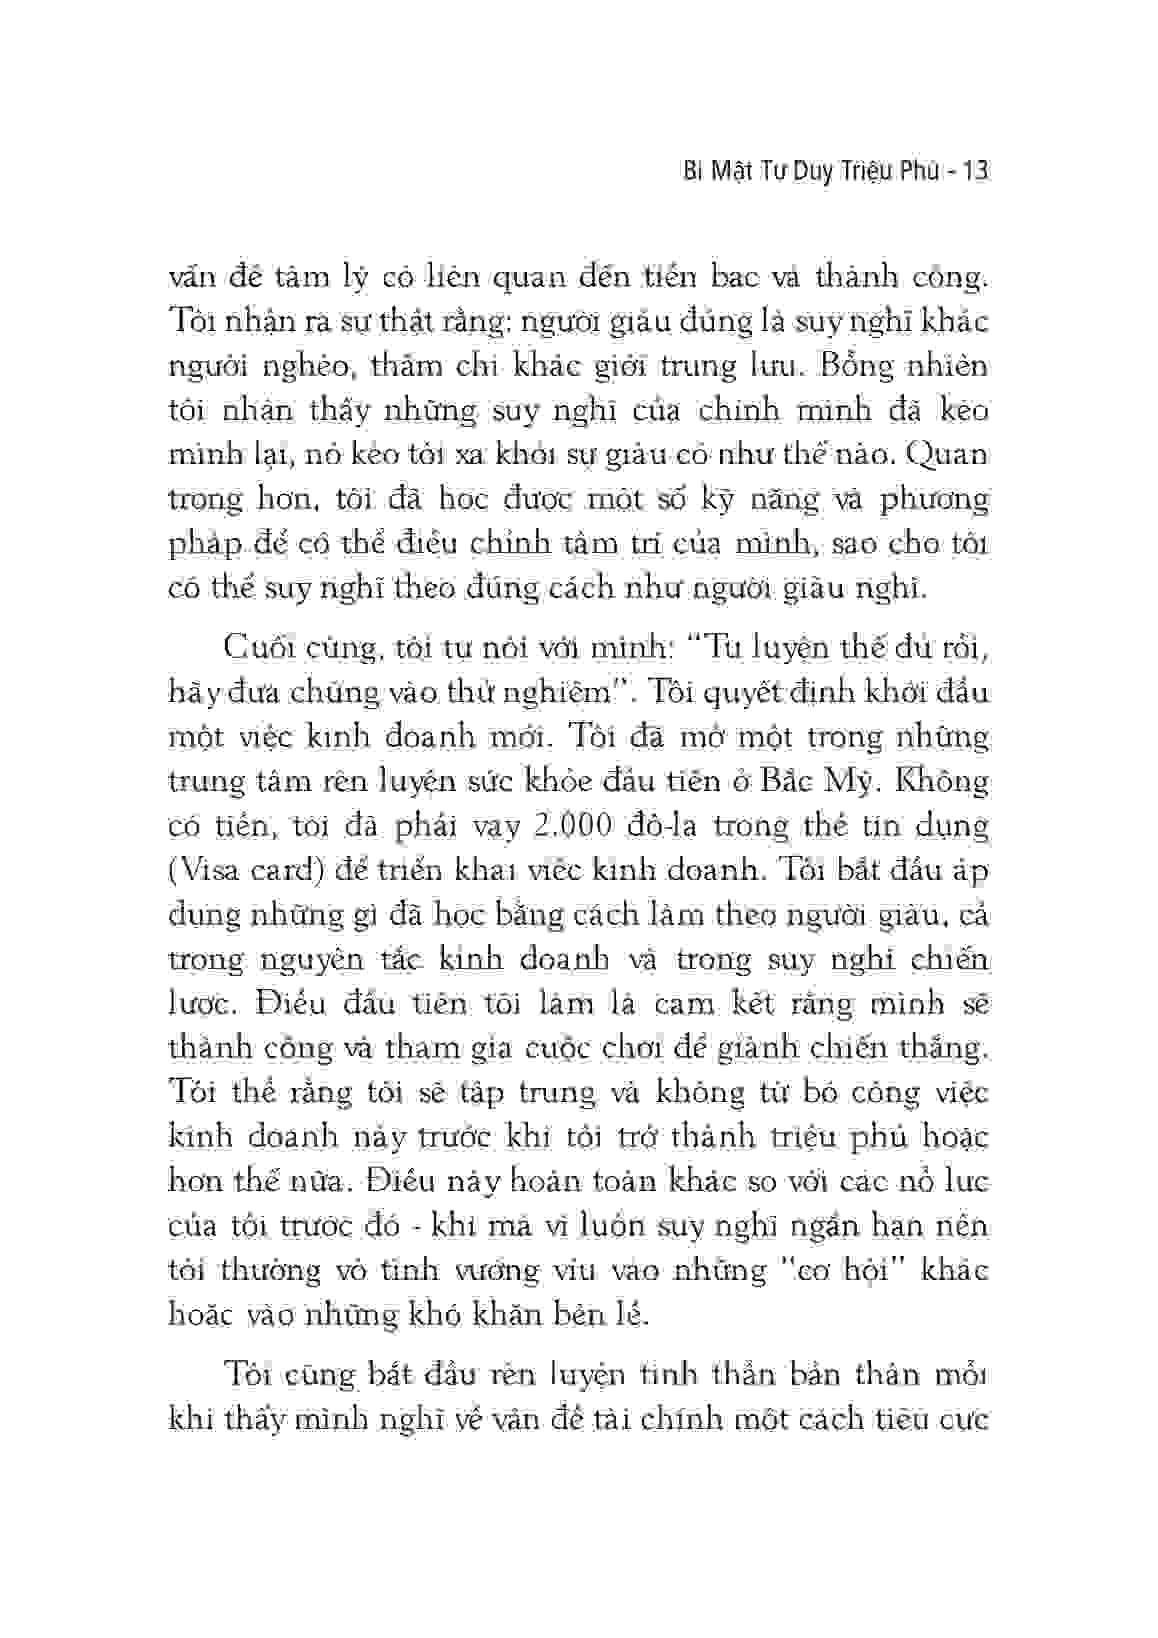 Bí Mật Tư Duy Triệu Phú - 13
vấn đề tâm lý có liên quan đến tiền bạc và thành công.
Tôi nhận ra sự thật rằng: người giàu đúng là suy nghĩ khác
người nghèo, thậm chí khác giới trung lưu. Bỗng nhiên
tôi nhận thấy những suy nghĩ của chính mình đã kéo
mình lại, nó kéo tôi xa khỏi sự giàu có như thế nào. Quan
trọng hơn, tôi đã học được một số kỹ năng và phương
pháp để có thể điều chỉnh tâm trí của mình, sao cho tôi
có thể suy nghĩ theo đúng cách như người giàu nghĩ.
Cuối cùng, tôi tự nói với mình: "Tu luyện thế đủ rồi,
hãy đưa chúng vào thử nghiệm". Tôi quyết định khởi đầu
một việc kinh doanh mới. Tôi đã mở một trong những
trung tâm rèn luyện sức khỏe đầu tiên ở Bắc Mỹ. Không
có tiền, tôi đã phải vay 2.000 đô-la trong thẻ tín dụng
(Visa card) để triển khai việc kinh doanh. Tôi bắt đầu áp
dụng những gì đã học bằng cách làm theo người giàu, cả
trong nguyên tắc kinh doanh và trong suy nghĩ chiến
lược. Điều đầu tiên tôi làm là cam kết rằng mình sẽ
thành công và tham gia cuộc chơi để giành chiến thắng.
Tôi thề rằng tôi sẽ tập trung và không từ bỏ công việc
kinh doanh này trước khi tôi trở thành triệu phú hoặc
hơn thế nữa. Điều này hoàn toàn khác so với các nỗ lực
của tôi trước đó - khi mà vì luôn suy nghĩ ngắn hạn nên
tôi thường vô tình vướng víu vào những "cơ hội" khác
hoặc vào những khó khăn bên lề.
Tôi cũng bắt đầu rèn luyện tinh thần bản thân mỗi
khi thấy mình nghĩ về vấn đề tài chính một cách tiêu cực